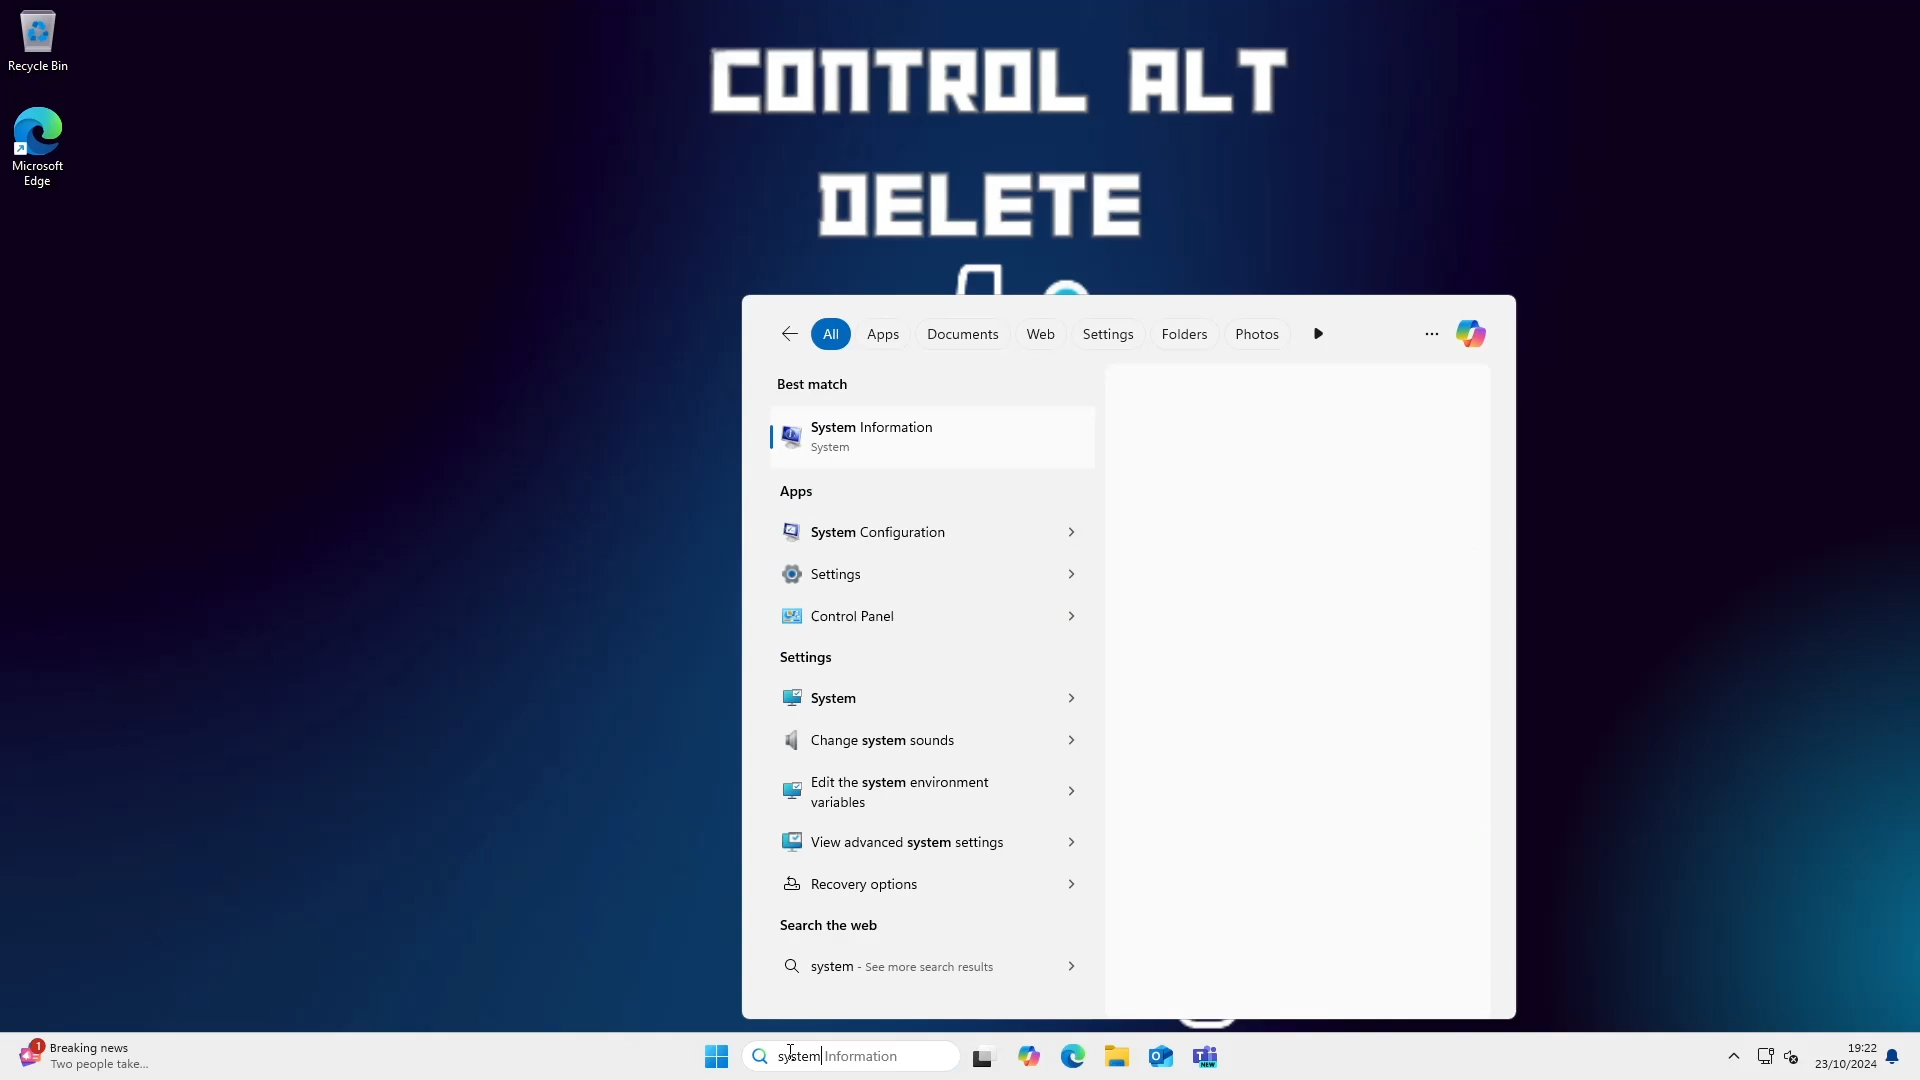 Recycle Bin
Microsoft
Edge
CONTROL ALT
DELETE
All
Apps
Documents
Web
Settings
Folders
Photos
Best match
System Information
System
Apps
System Configuration
Settings
Control Panel
Settings
System
Change system sounds
Edit the system environment
variables
View advanced system settings
Recovery options
Search the web
system - See more search results
1
Breaking news
Two people take...
system Information
NEW
19:22
23/10/2024